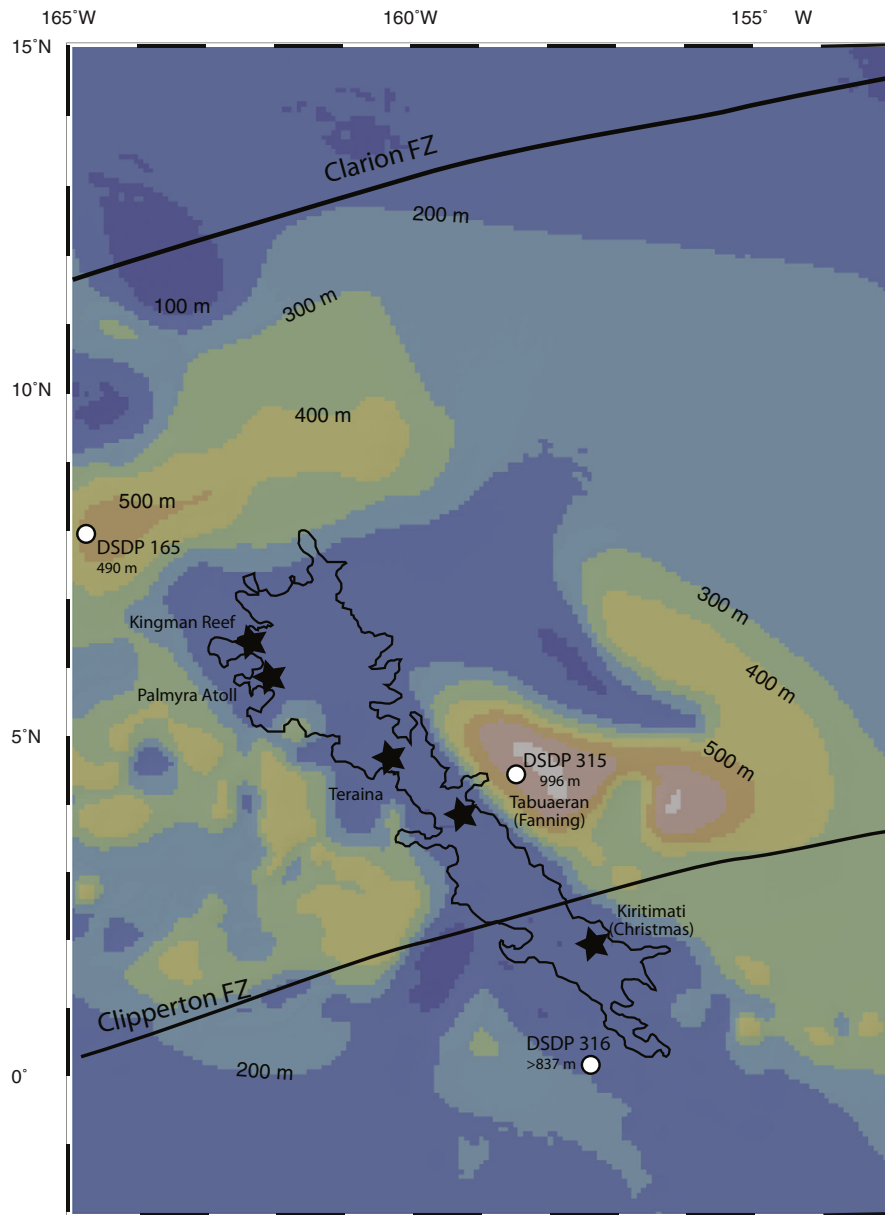 165˚W
160˚W
155˚
W
15˚N
Clarion FZ
200 m
100 m
300 m
10˚N
400 m
500 m
DSDP 165
490 m
300 m
Kingman Reef
400 m
Palmyra Atoll
5˚N
500 m
DSDP 315
996 m
Teraina
Tabuaeran
(Fanning)
Kiritimati
(Christmas)
Clipperton FZ
DSDP 316
>837 m
0˚
200 m